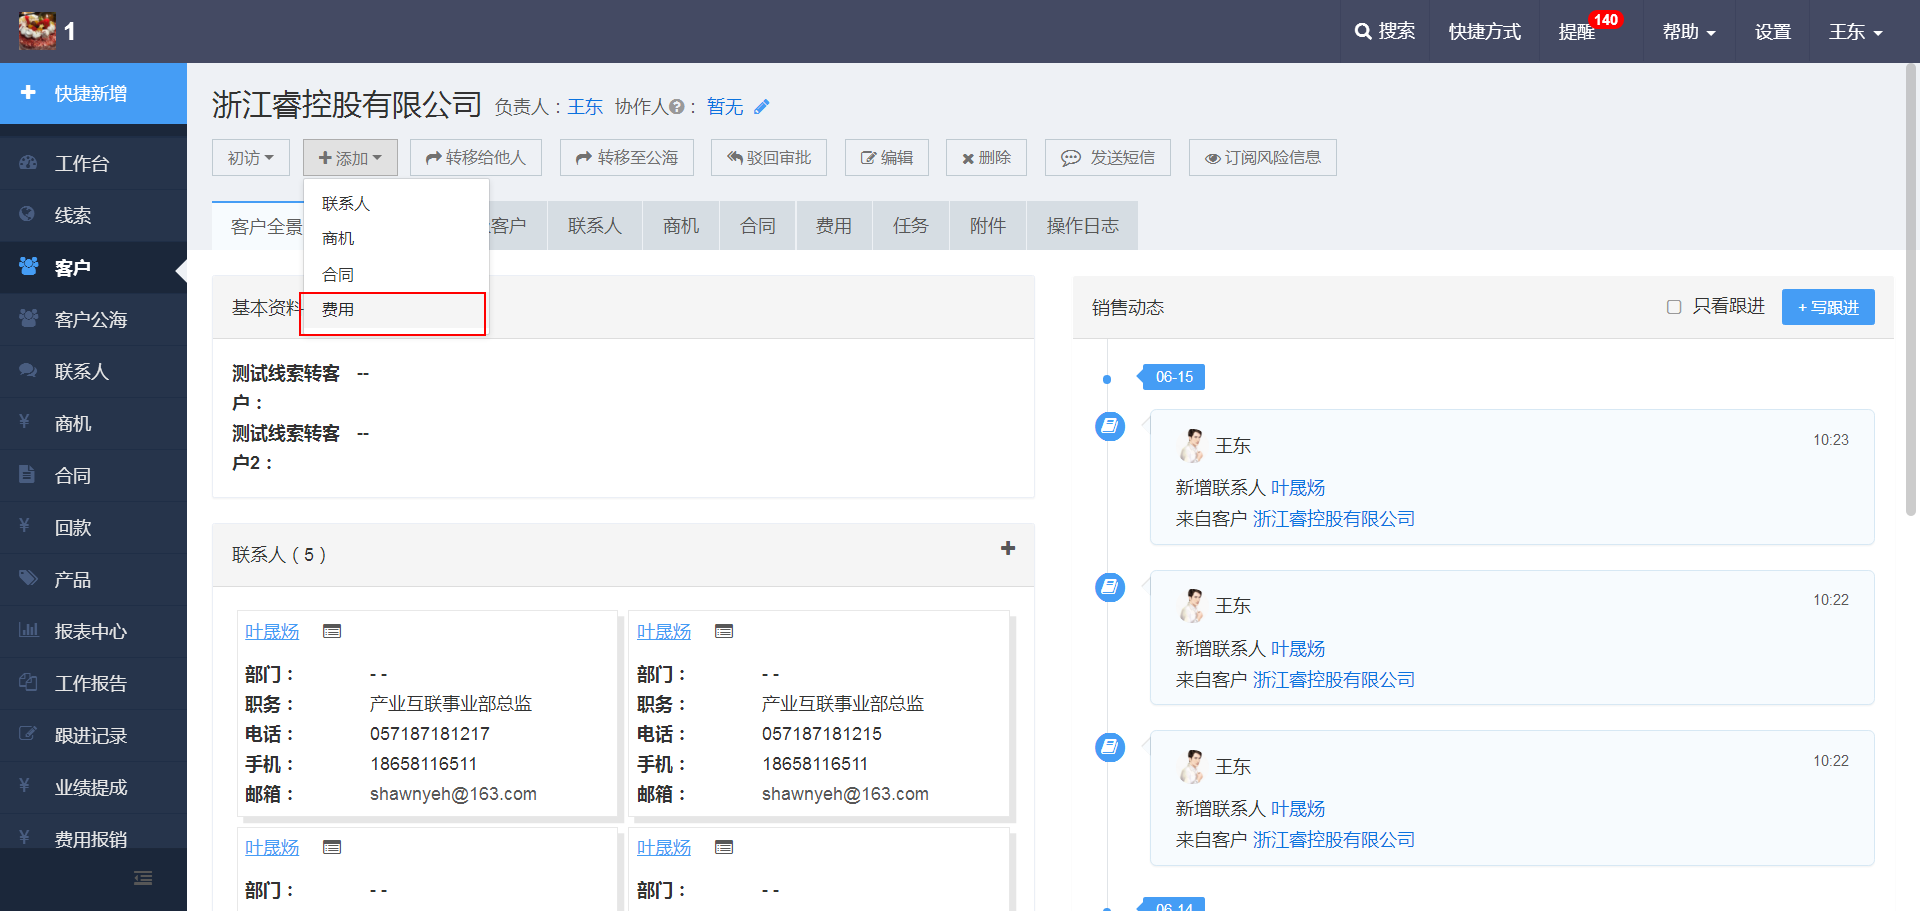 1
搜索
快捷方式
提醒
140
帮助
设置
王东
快捷新增
工作台
线索
客户
客户公海
联系人
商机
合同
回款
产品
报表中心
工作报告
跟进记录
业绩提成
费用报销
浙江睿控股有限公司 负责人：王东 协作人 ： 暂无
初访
添加
转移给他人
转移至公海
驳回审批
编辑
删除
发送短信
订阅风险信息
联系人
商机
合同
费用
客户全景
客户
联系人
商机
合同
费用
任务
附件
操作日志
基本资料
测试线索转客 --
户：
测试线索转客 --
户2：
联系人 ( 5 )
叶晟炀
部门： - -
职务： 产业互联事业部总监
电话： 057187181217
手机： 18658116511
邮箱： shawnyeh@163.com
叶晟炀
部门： - -
职务： 产业互联事业部总监
电话： 057187181215
手机： 18658116511
邮箱： shawnyeh@163.com
叶晟炀
部门： - -
叶晟炀
部门： - -
销售动态
只看跟进
+ 写跟进
06-15
王东
10:23
新增联系人 叶晟炀
来自客户 浙江睿控股有限公司
王东
10:22
新增联系人 叶晟炀
来自客户 浙江睿控股有限公司
王东
10:22
新增联系人 叶晟炀
来自客户 浙江睿控股有限公司
06-14